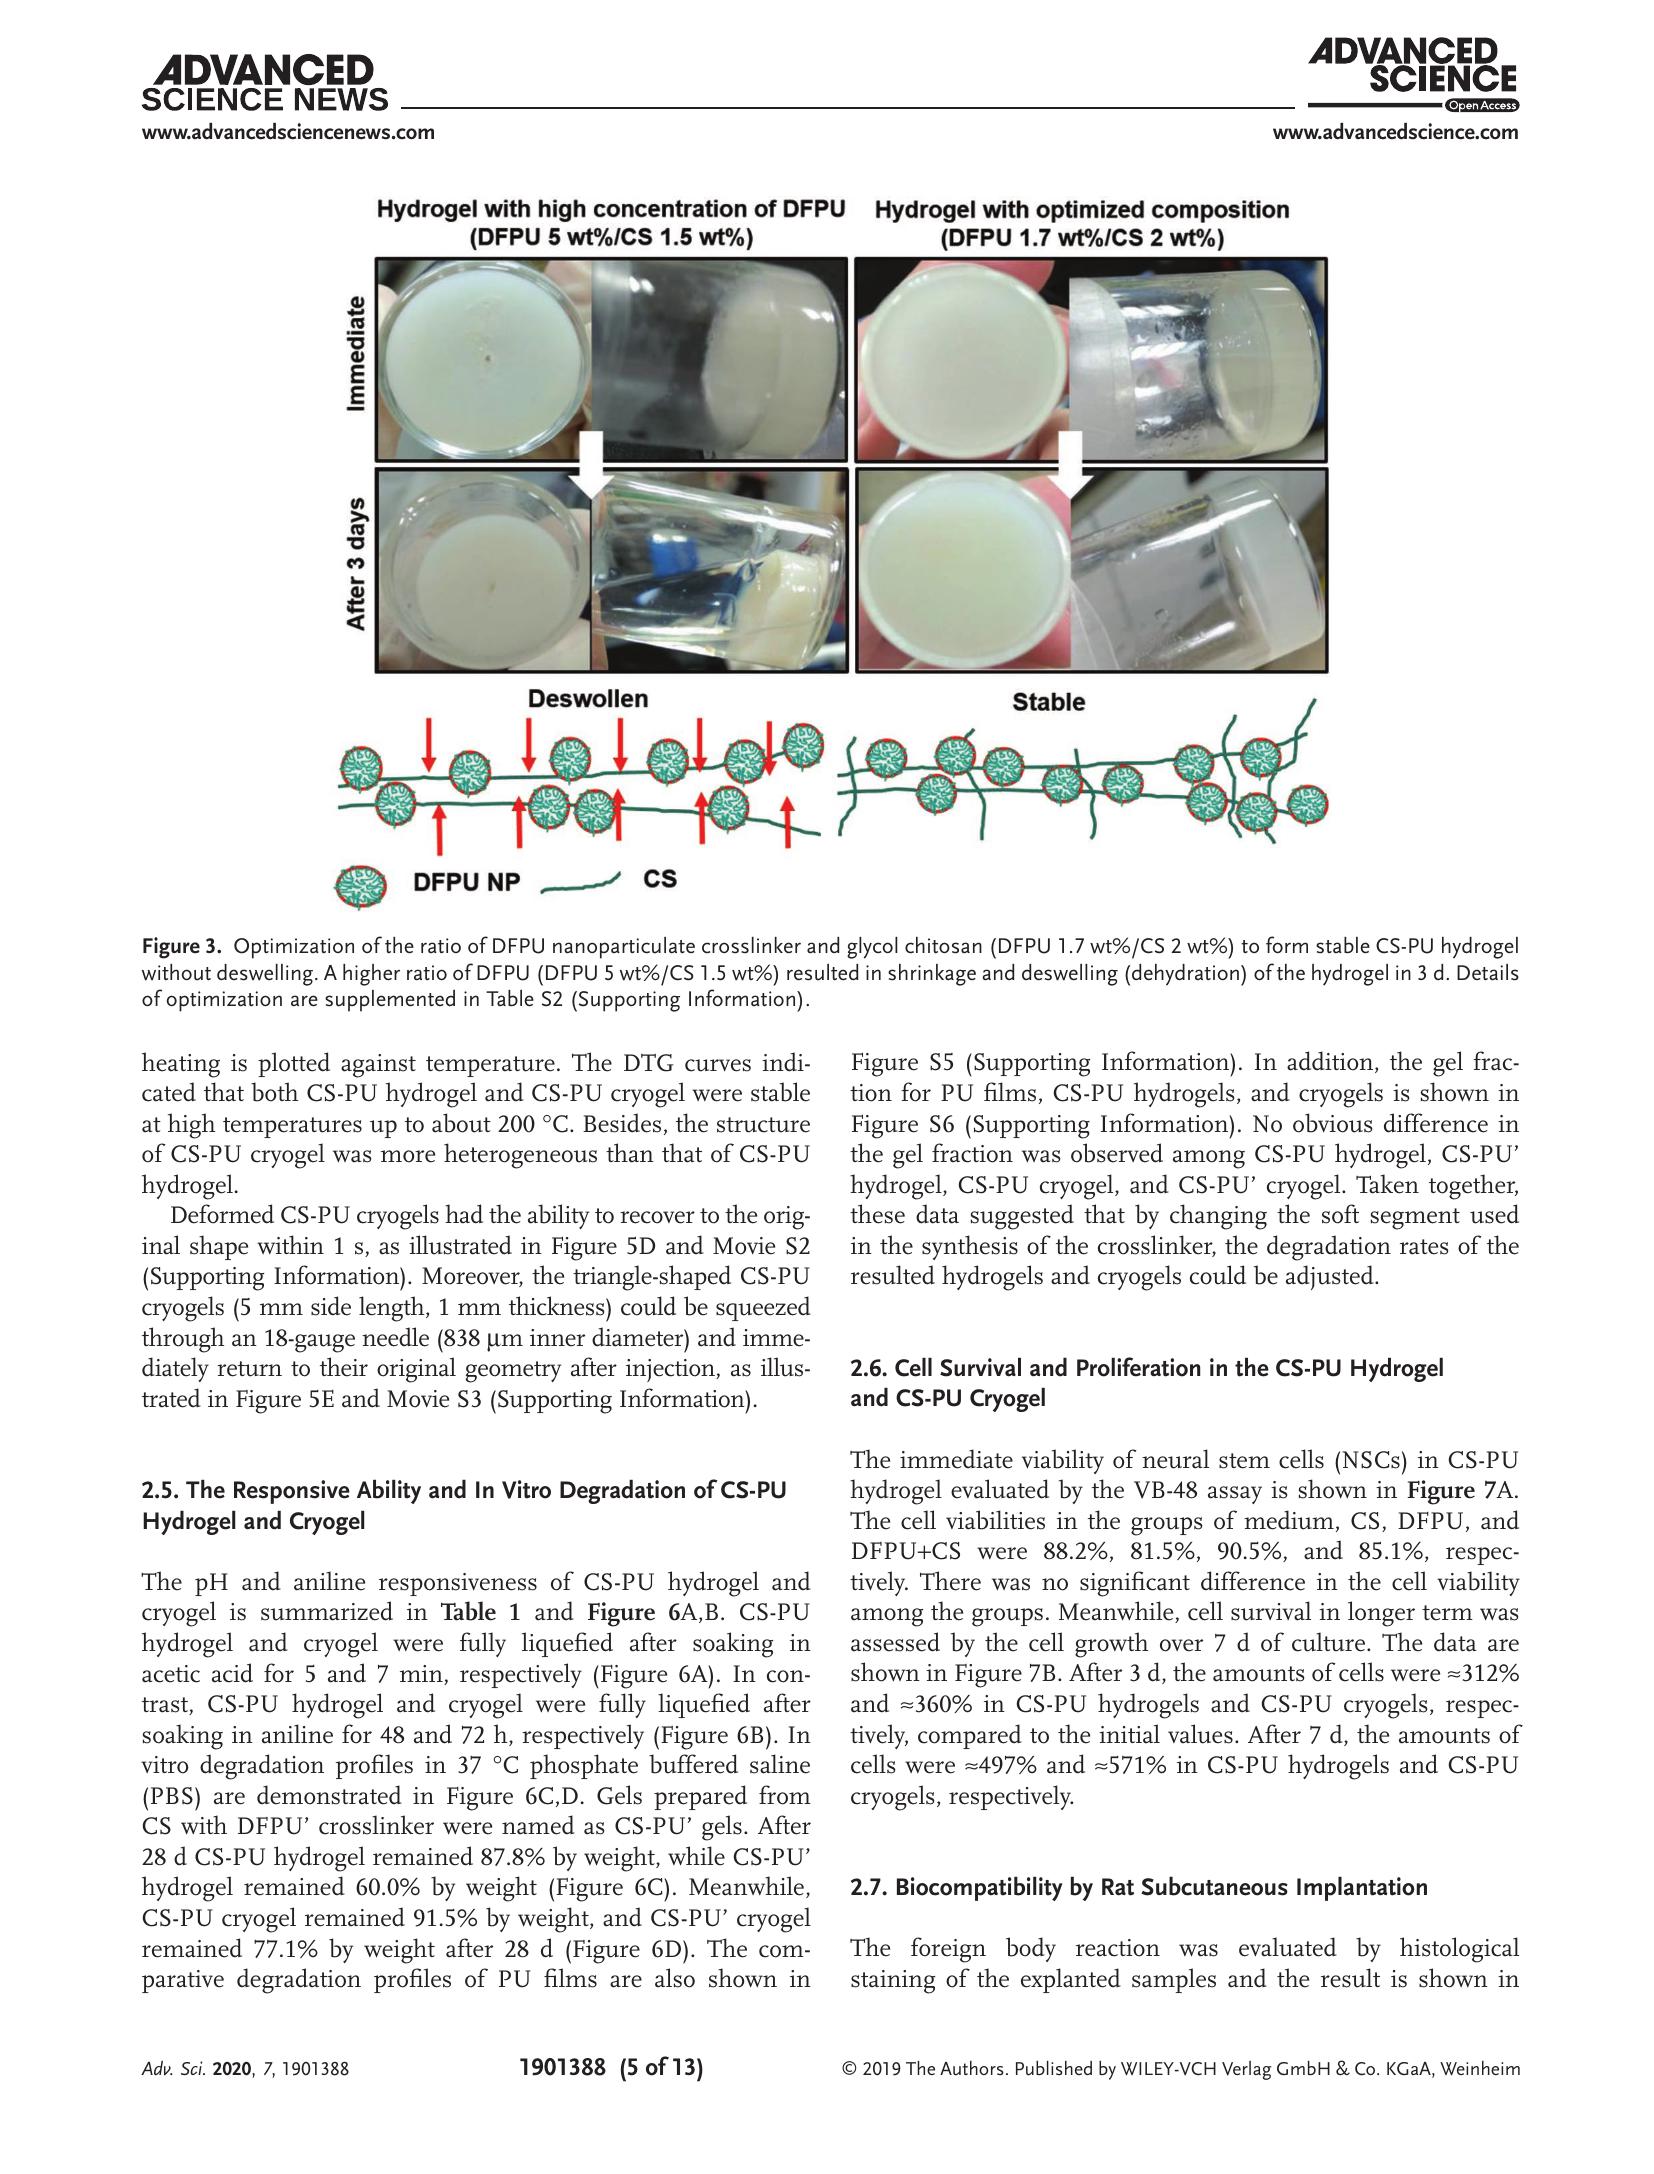 ADVANCED
SCIENCE NEWS
www.advancedsciencenews.com
ADVANCED
SCIENCE
Open Access
www.advancedscience.com
Hydrogel with high concentration of DFPU
(DFPU 5 wt%/CS 1.5 wt%)
Hydrogel with optimized composition
(DFPU 1.7 wt%/CS 2 wt%)
Immediate
After 3 days
Deswollen
Stable
DFPU NP
CS
Figure 3. Optimization of the ratio of DFPU nanoparticulate crosslinker and glycol chitosan (DFPU 1.7 wt%/CS 2 wt%) to form stable CS-PU hydrogel
without deswelling. A higher ratio of DFPU (DFPU 5 wt%/CS 1.5 wt%) resulted in shrinkage and deswelling (dehydration) of the hydrogel in 3 d. Details
of optimization are supplemented in Table S2 (Supporting Information).
heating is plotted against temperature. The DTG curves indi-
cated that both CS-PU hydrogel and CS-PU cryogel were stable
at high temperatures up to about 200 °C. Besides, the structure
of CS-PU cryogel was more heterogeneous than that of CS-PU
hydrogel.
Deformed CS-PU cryogels had the ability to recover to the orig-
inal shape within 1 s, as illustrated in Figure 5D and Movie S2
(Supporting Information). Moreover, the triangle-shaped CS-PU
cryogels (5 mm side length, 1 mm thickness) could be squeezed
through an 18-gauge needle (838 µm inner diameter) and imme-
diately return to their original geometry after injection, as illus-
trated in Figure 5E and Movie S3 (Supporting Information).
2.5. The Responsive Ability and In Vitro Degradation of CS-PU
Hydrogel and Cryogel
The pH and aniline responsiveness of CS-PU hydrogel and
cryogel is summarized in Table 1 and Figure 6A,B. CS-PU
hydrogel and cryogel were fully liquefied after soaking in
acetic acid for 5 and 7 min, respectively (Figure 6A). In con-
trast, CS-PU hydrogel and cryogel were fully liquefied after
soaking in aniline for 48 and 72 h, respectively (Figure 6B). In
vitro degradation profiles in 37 °C phosphate buffered saline
(PBS) are demonstrated in Figure 6C,D. Gels prepared from
CS with DFPU’ crosslinker were named as CS-PU’ gels. After
28 d CS-PU hydrogel remained 87.8% by weight, while CS-PU’
hydrogel remained 60.0% by weight (Figure 6C). Meanwhile,
CS-PU cryogel remained 91.5% by weight, and CS-PU’ cryogel
remained 77.1% by weight after 28 d (Figure 6D). The com-
parative degradation profiles of PU films are also shown in
Figure S5 (Supporting Information). In addition, the gel frac-
tion for PU films, CS-PU hydrogels, and cryogels is shown in
Figure S6 (Supporting Information). No obvious difference in
the gel fraction was observed among CS-PU hydrogel, CS-PU’
hydrogel, CS-PU cryogel, and CS-PU’ cryogel. Taken together,
these data suggested that by changing the soft segment used
in the synthesis of the crosslinker, the degradation rates of the
resulted hydrogels and cryogels could be adjusted.
2.6. Cell Survival and Proliferation in the CS-PU Hydrogel
and CS-PU Cryogel
The immediate viability of neural stem cells (NSCs) in CS-PU
hydrogel evaluated by the VB-48 assay is shown in Figure 7A.
The cell viabilities in the groups of medium, CS, DFPU, and
DFPU+CS were 88.2%, 81.5%, 90.5%, and 85.1%, respec-
tively. There was no significant difference in the cell viability
among the groups. Meanwhile, cell survival in longer term was
assessed by the cell growth over 7 d of culture. The data are
shown in Figure 7B. After 3 d, the amounts of cells were ≈312%
and ≈360% in CS-PU hydrogels and CS-PU cryogels, respec-
tively, compared to the initial values. After 7 d, the amounts of
cells were ≈497% and ≈571% in CS-PU hydrogels and CS-PU
cryogels, respectively.
2.7. Biocompatibility by Rat Subcutaneous Implantation
The foreign body reaction was evaluated by histological
staining of the explanted samples and the result is shown in
Adv. Sci. 2020, 7, 1901388
1901388 (5 of 13)
© 2019 The Authors. Published by WILEY-VCH Verlag GmbH & Co. KGaA, Weinheim